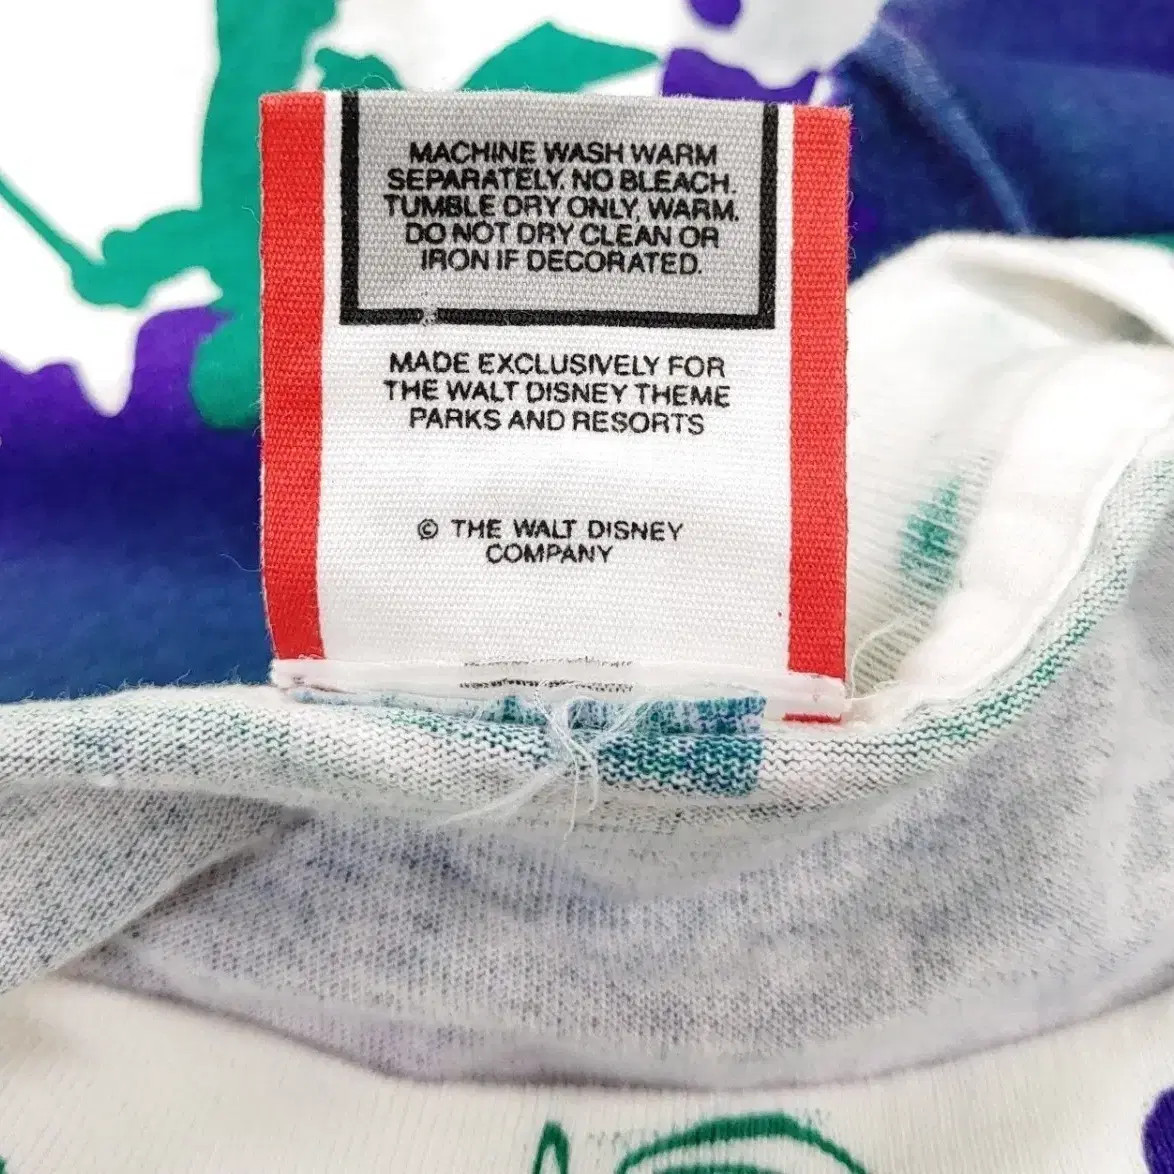 MACHINE WASH WARM
SEPARATELY. NO BLEACH.
TUMBLE DRY ONLY, WARM.
DO NOT DRY CLEAN OR
IRON IF DECORATED.
MADE EXCLUSIVELY FOR
THE WALT DISNEY THEME
PARKS AND RESORTS
© THE WALT DISNEY
COMPANY